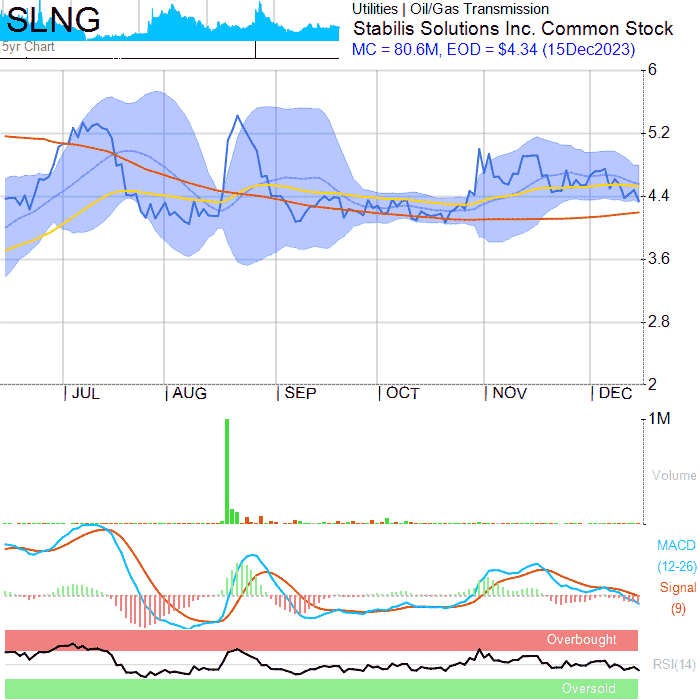 SLNG
5yr Chart
Utilities | Oil/Gas Transmission
Stabilis Solutions Inc. Common Stock
MC = 80.6M, EOD = $4.34 (15Dec2023)
6
5.2
4.4
3.6
2.8
2
JUL AUG SEP OCT NOV DEC
1M
Volume
MACD
(12-26)
Signal
(9)
Overbought
RSI(14)
Oversold